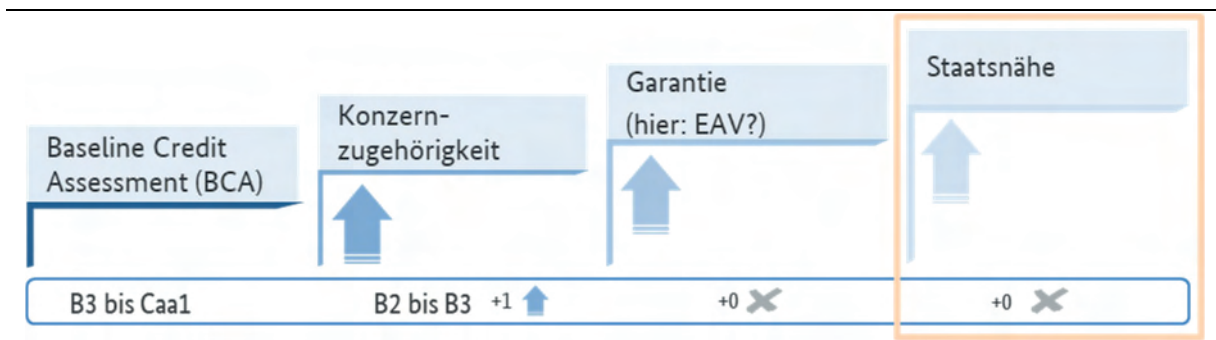 Baseline Credit
Assessment (BCA)
Konzern-
zugehörigkeit
Garantie
(hier: EAV?)
Staatsnähe
B3 bis Caa1
B2 bis B3 +1
+0
+0